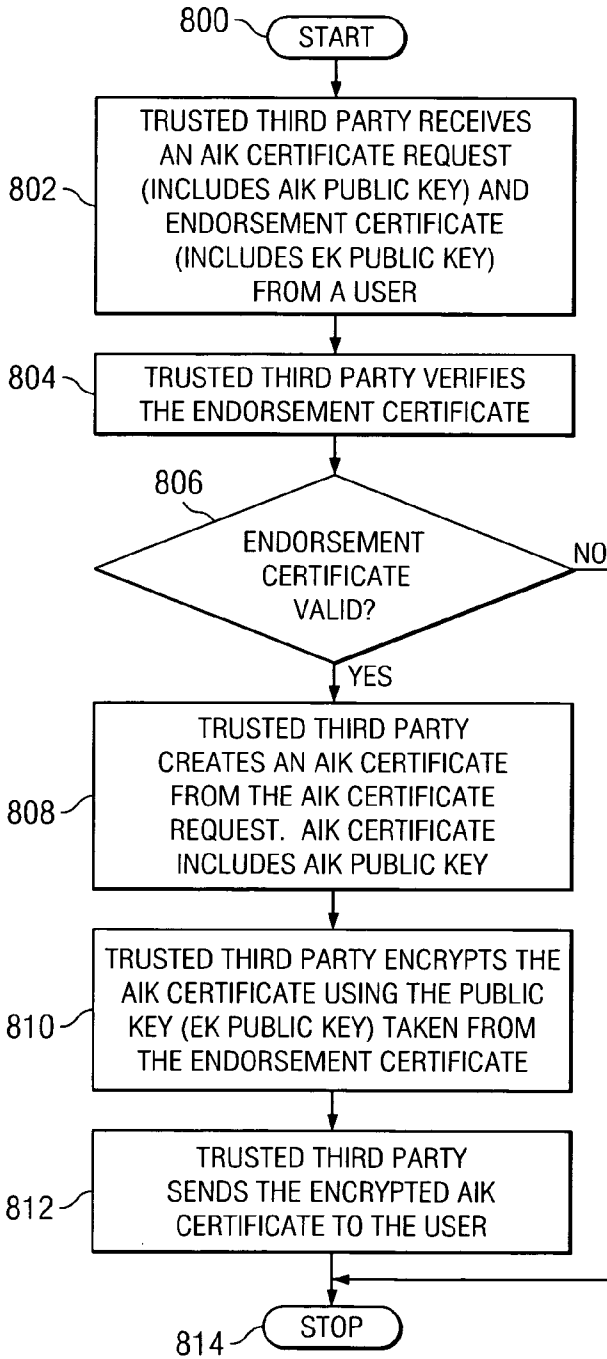 800
START
802
TRUSTED THIRD PARTY RECEIVES
AN AIK CERTIFICATE REQUEST
(INCLUDES AIK PUBLIC KEY) AND
ENDORSEMENT CERTIFICATE
(INCLUDES EK PUBLIC KEY)
FROM A USER
804
TRUSTED THIRD PARTY VERIFIES
THE ENDORSEMENT CERTIFICATE
806
ENDORSEMENT
CERTIFICATE
VALID?
NO
YES
808
TRUSTED THIRD PARTY
CREATES AN AIK CERTIFICATE
FROM THE AIK CERTIFICATE
REQUEST. AIK CERTIFICATE
INCLUDES AIK PUBLIC KEY
810
TRUSTED THIRD PARTY ENCRYPTS THE
AIK CERTIFICATE USING THE PUBLIC
KEY (EK PUBLIC KEY) TAKEN FROM
THE ENDORSEMENT CERTIFICATE
812
TRUSTED THIRD PARTY
SENDS THE ENCRYPTED AIK
CERTIFICATE TO THE USER
814
STOP